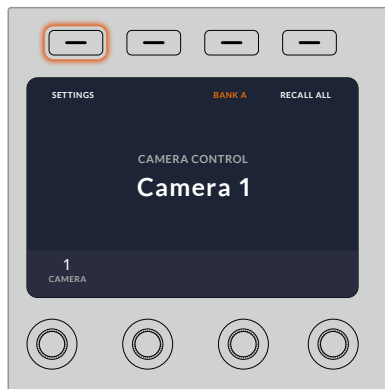 SETTINGS BANK A RECALL ALL
CAMERA CONTROL
Camera 1
1
CAMERA